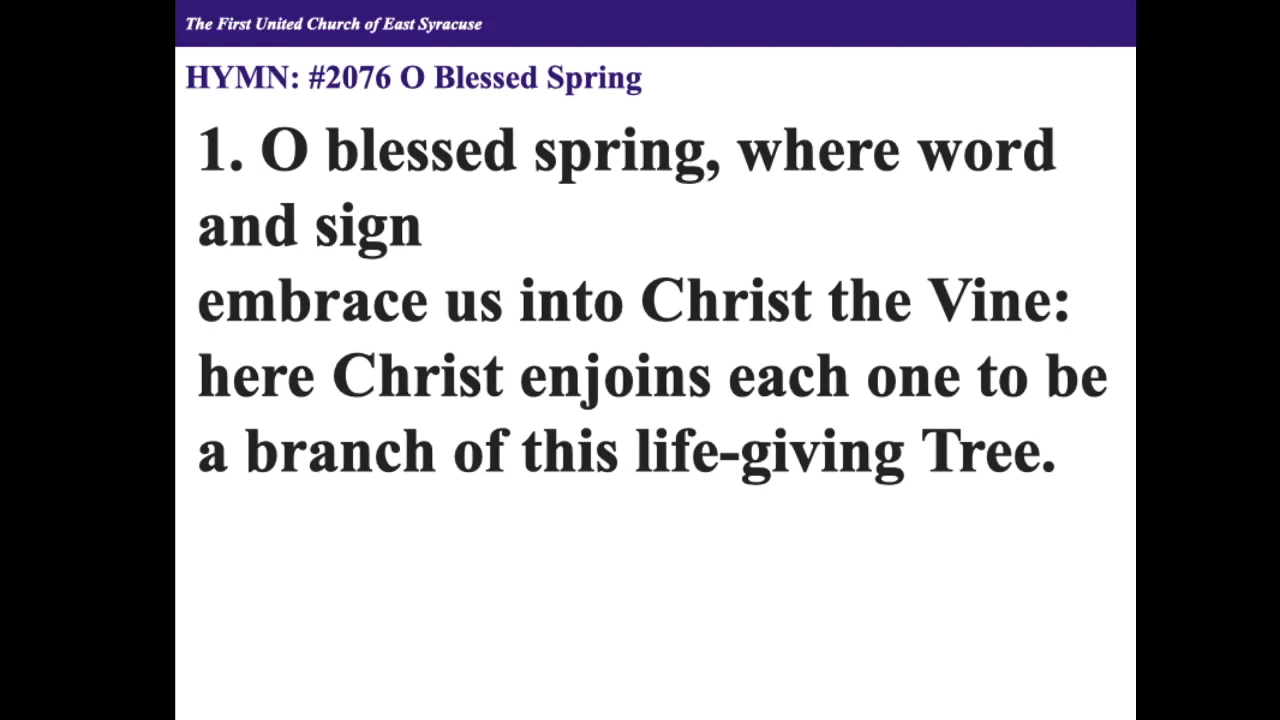 The First United Church of East Syracuse
HYMN: #2076 O Blessed Spring
1. O blessed spring, where word
and sign
embrace us into Christ the Vine:
here Christ enjoins each one to be
a branch of this life-giving Tree.